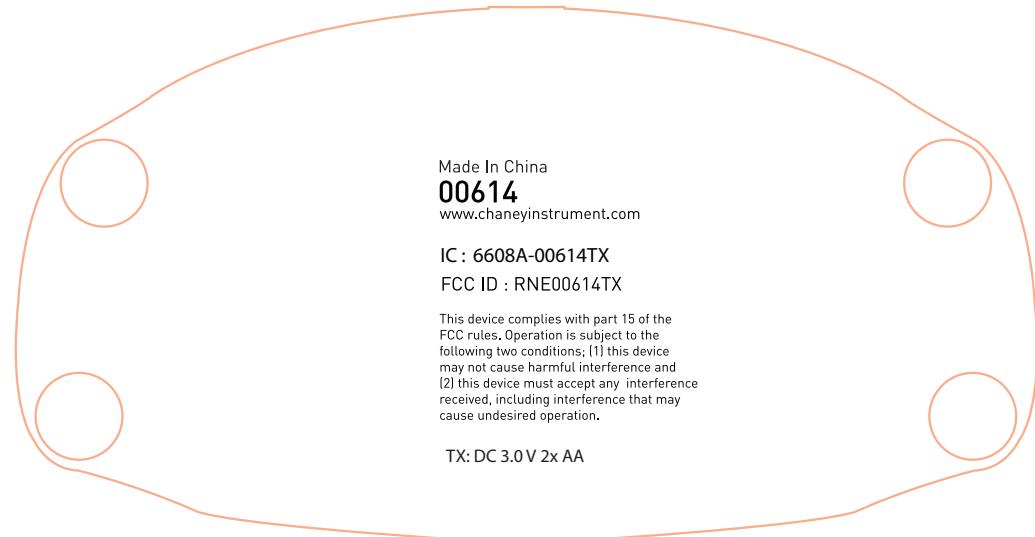 Made In China
00614
www.chaneyinstrument.com
IC : 6608A-00614TX
FCC ID : RNE00614TX
This device complies with part 15 of the
FCC rules. Operation is subject to the
following two conditions; (1) this device
may not cause harmful interference and
(2) this device must accept any interference
received, including interference that may
cause undesired operation.
TX: DC 3.0 V 2x AA